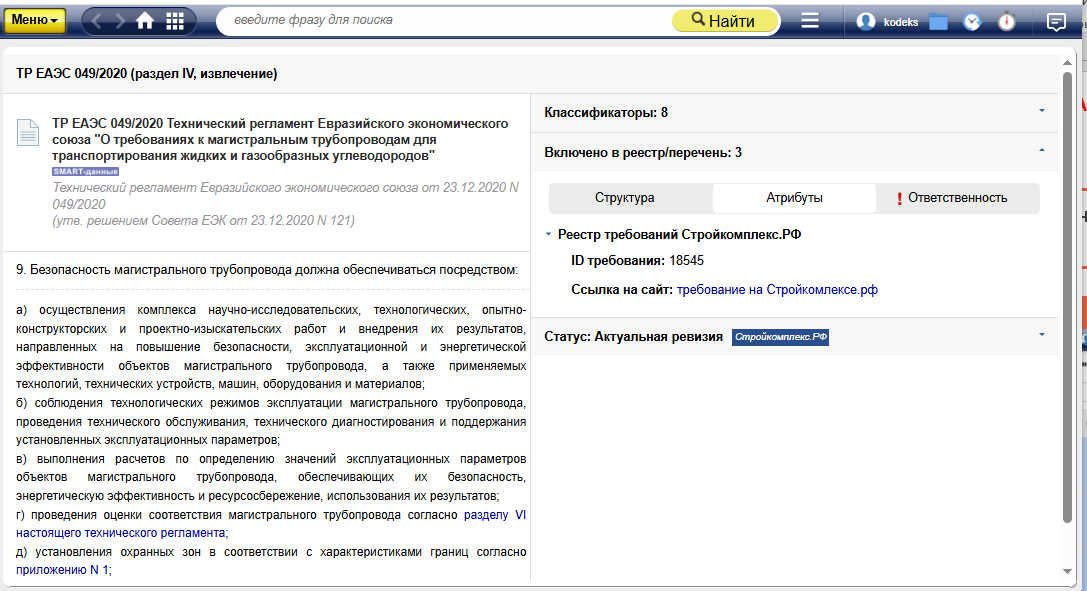 Меню
введите фразу для поиска
Найти
kodeks
ТР ЕАЭС 049/2020 (раздел IV, извлечение)
ТР ЕАЭС 049/2020 Технический регламент Евразийского экономического
союза "О требованиях к магистральным трубопроводам для
транспортирования жидких и газообразных углеводородов"
SMART-данные
Технический регламент Евразийского экономического союза от 23.12.2020 N
049/2020
(утв. решением Совета ЕЭК от 23.12.2020 N 121)
9. Безопасность магистрального трубопровода должна обеспечиваться посредством:
а) осуществления комплекса научно-исследовательских, технологических, опытно-
конструкторских и проектно-изыскательских работ и внедрения их результатов,
направленных на повышение безопасности, эксплуатационной и энергетической
эффективности объектов магистрального трубопровода, а также применяемых
технологий, технических устройств, машин, оборудования и материалов;
б) соблюдения технологических режимов эксплуатации магистрального трубопровода,
проведения технического обслуживания, технического диагностирования и поддержания
установленных эксплуатационных параметров;
в) выполнения расчетов по определению значений эксплуатационных параметров
объектов магистрального трубопровода, обеспечивающих их безопасность,
энергетическую эффективность и ресурсосбережение, использования их результатов;
г) проведения оценки соответствия магистрального трубопровода согласно разделу VI
настоящего технического регламента;
д) установления охранных зон в соответствии с характеристиками границ согласно
приложению N 1;
Классификаторы: 8
Включено в реестр/перечень: 3
Структура
Атрибуты
! Ответственность
Реестр требований Стройкомплекс.РФ
ID требования: 18545
Ссылка на сайт: требование на Стройкомлексе.рф
Статус: Актуальная ревизия Стройкомплекс.РФ